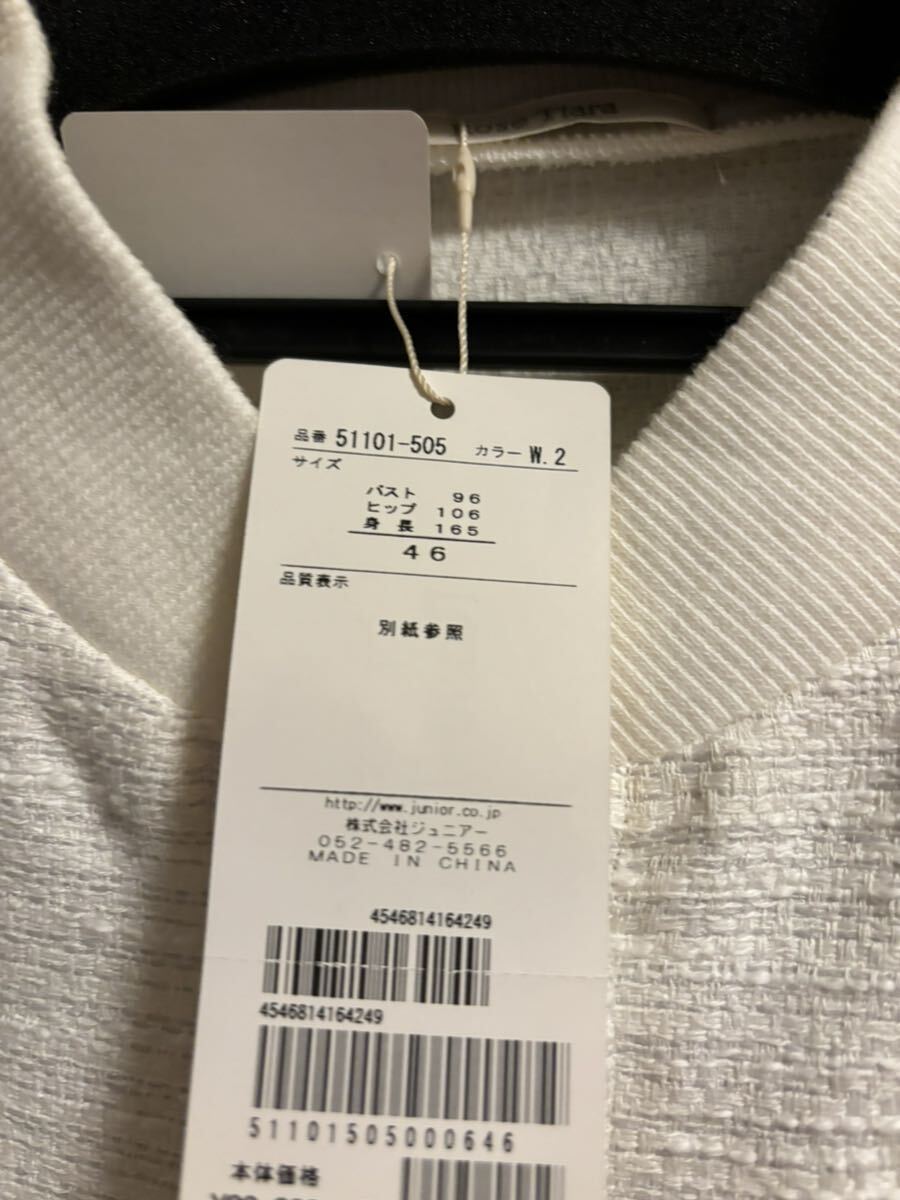 Tiara
品番 51101-505 カラー W.2
サイズ
バスト 96
ヒップ 106
身長 165
46
品質表示
別紙参照
http://www.junior.co.jp
株式会社ジュニアー
052-482-5566
MADE IN CHINA
4546814164249
4546814164249
51101505000646
本体価格